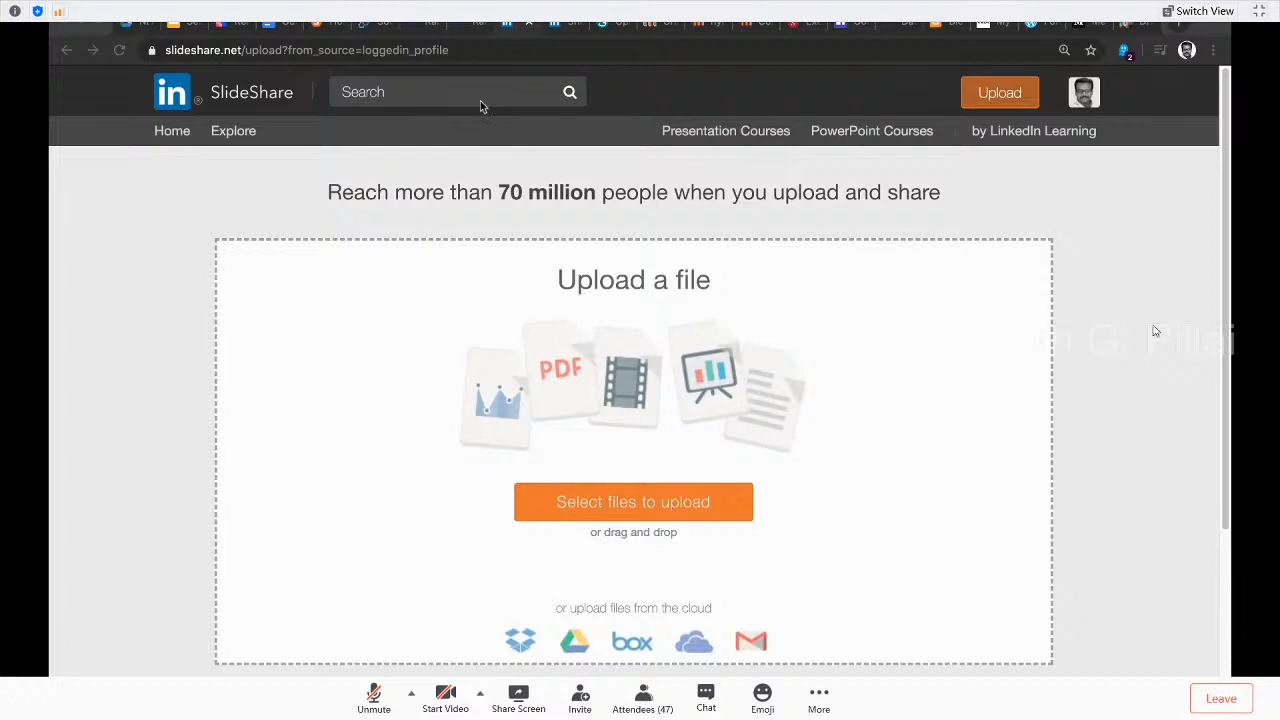 Switch View
slideshare.net/upload?from_source=loggedin_profile
2
in® SlideShare
Search
Upload
Home Explore Presentation Courses PowerPoint Courses by LinkedIn Learning
Reach more than 70 million people when you upload and share
Upload a file
PDF
G. Pillai
Select files to upload
or drag and drop
or upload files from the cloud
box
Unmute Start Video Share Screen Invite Attendees (47) Chat Emoji More Leave